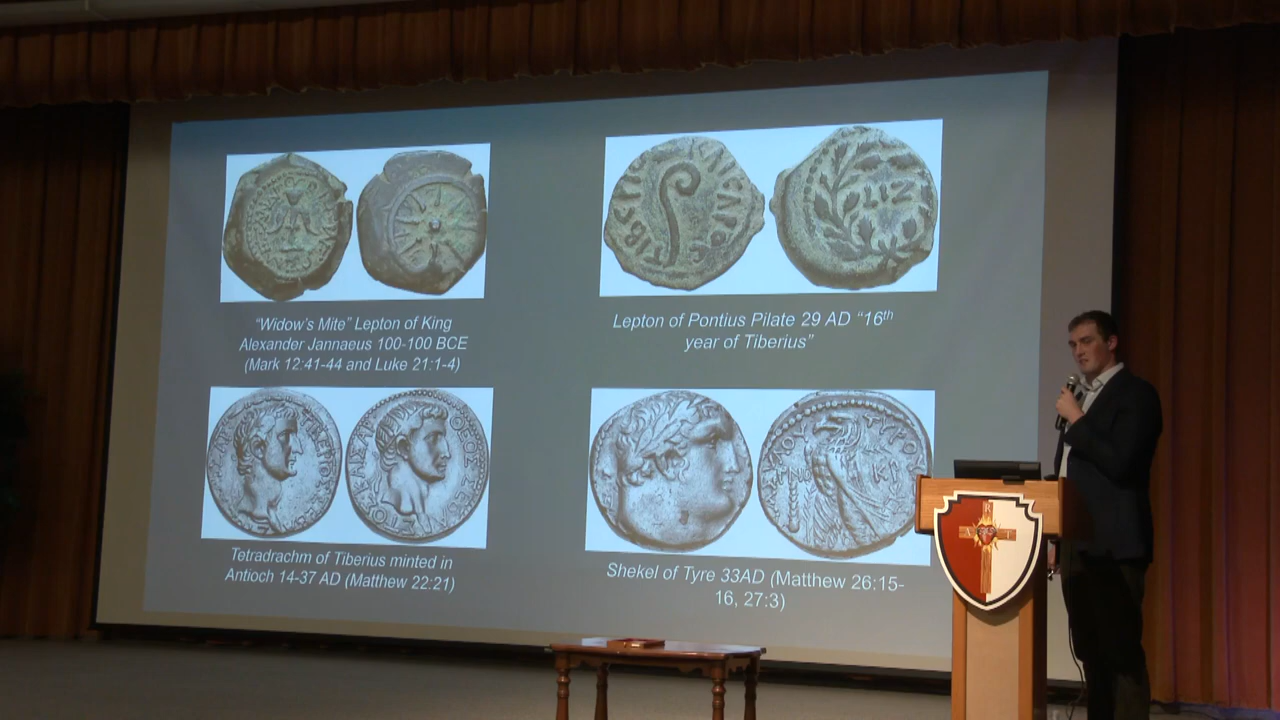 "Widow's Mite" Lepton of King
Alexander Jannaeus 100-100 BCE
(Mark 12:41-44 and Luke 21:1-4)
LIZ
Lepton of Pontius Pilate 29 AD "16th
year of Tiberius"
Tetradrachm of Tiberius minted in
Antioch 14-37 AD (Matthew 22:21)
Shekel of Tyre 33AD (Matthew 26:15-
16, 27:3)